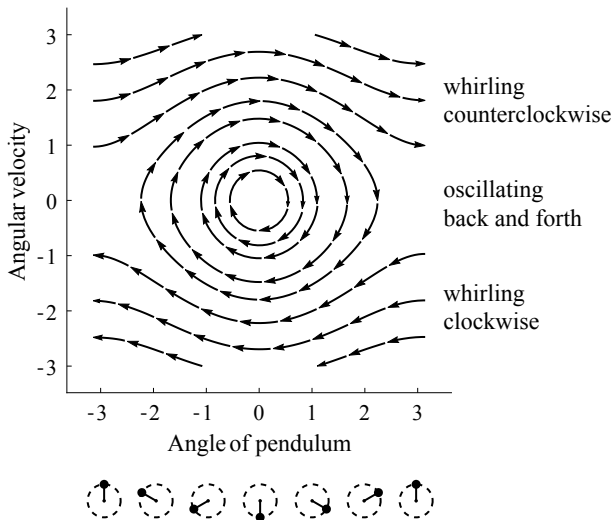 3
2
1
0
-1
-2
-3
Angular velocity
whirling
counterclockwise
oscillating
back and forth
whirling
clockwise
-3 -2 -1 0 1 2 3
Angle of pendulum